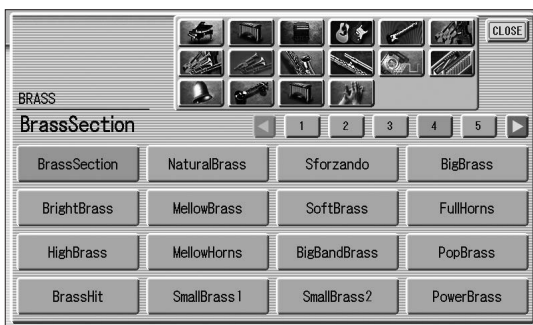 CLOSE
BRASS
BrassSection
1 2 3 4 5
BrassSection NaturalBrass Sforzando BigBrass
BrightBrass MellowBrass SoftBrass FullHorns
HighBrass MellowHorns BigBandBrass PopBrass
BrassHit SmallBrass1 SmallBrass2 PowerBrass